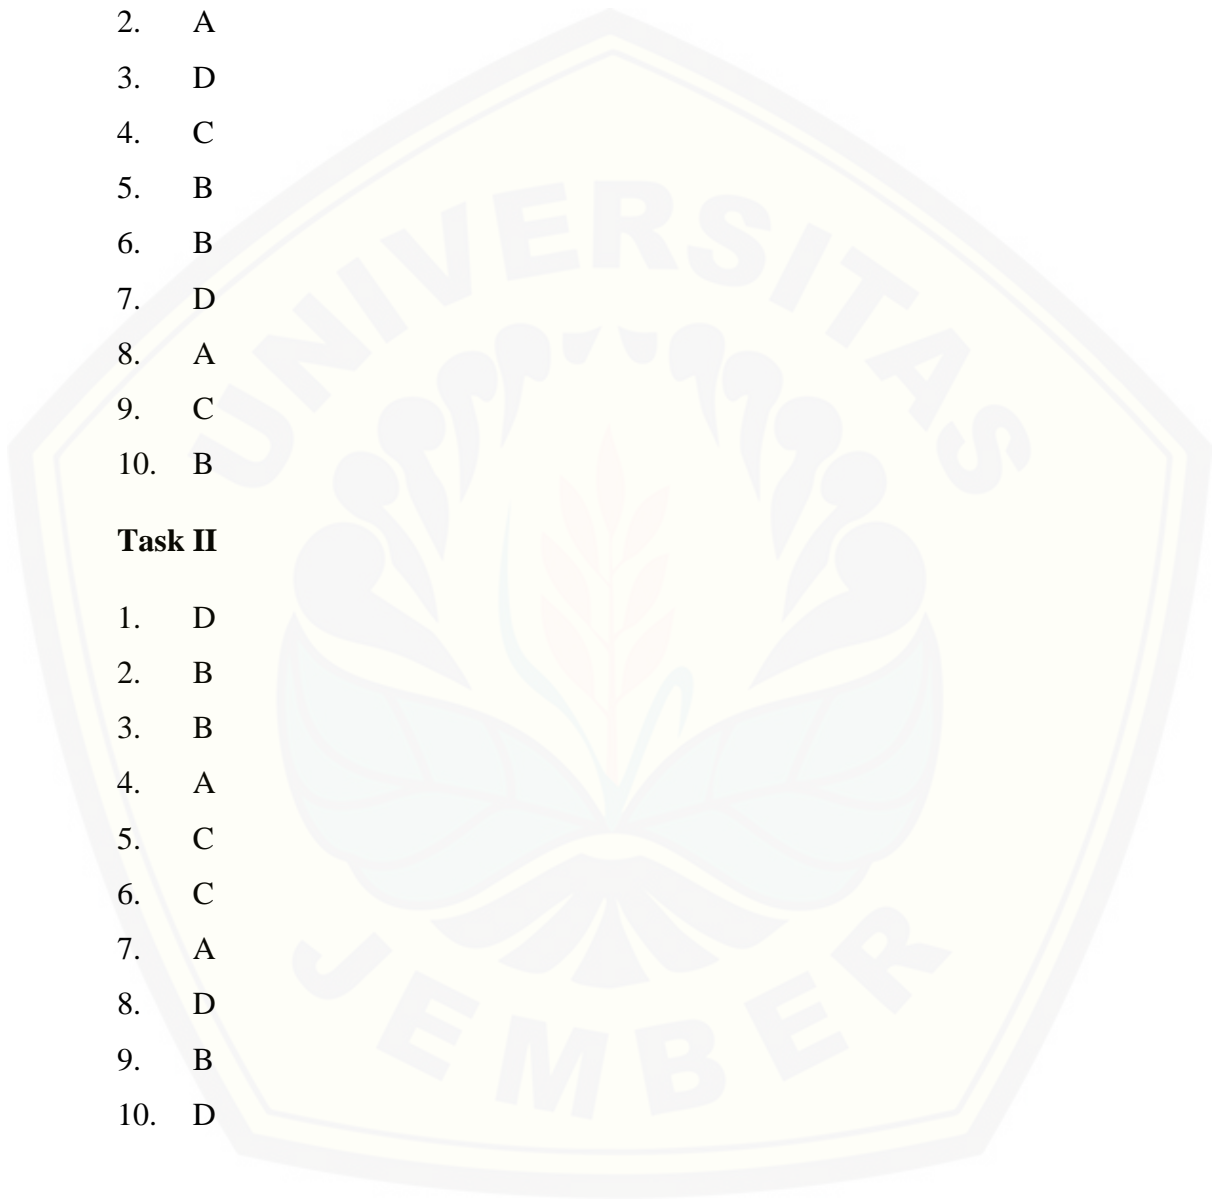 2. A
3. D
4. C
5. B
6. B
7. D
8. A
9. C
10. B
Task II
1. D
2. B
3. B
4. A
5. C
6. C
7. A
8. D
9. B
10. D
UNIVERSITAS
JEMBER